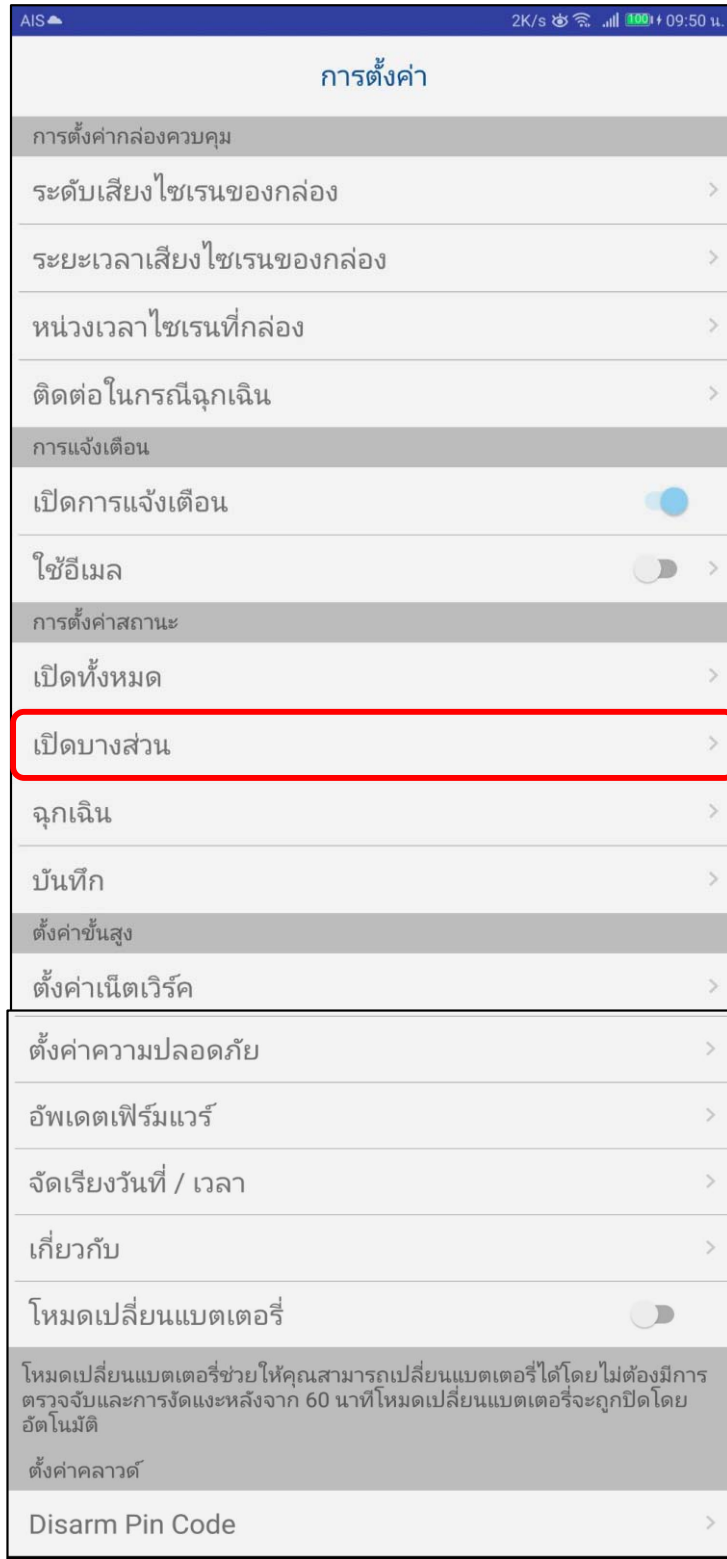 AIS 2K/s 100 09:50 น.
การตั้งค่า
การตั้งค่ากล่องควบคุม
ระดับเสียงไซเรนของกล่อง
ระยะเวลาเสียงไซเรนของกล่อง
หน่วงเวลาไซเรนที่กล่อง
ติดต่อในกรณีฉุกเฉิน
การแจ้งเตือน
เปิดการแจ้งเตือน
ใช้อีเมล
การตั้งค่าสถานะ
เปิดทั้งหมด
เปิดบางส่วน
ฉุกเฉิน
บันทึก
ตั้งค่าขั้นสูง
ตั้งค่าเน็ตเวิร์ค
ตั้งค่าความปลอดภัย
อัพเดตเฟิร์มแวร์
จัดเรียงวันที่ / เวลา
เกี่ยวกับ
โหมดเปลี่ยนแบตเตอรี่
โหมดเปลี่ยนแบตเตอรี่ช่วยให้คุณสามารถเปลี่ยนแบตเตอรี่ได้โดยไม่ต้องมีการ
ตรวจจับและการงัดแงะหลังจาก 60 นาทีโหมดเปลี่ยนแบตเตอรี่จะถูกปิดโดย
อัตโนมัติ
ตั้งค่าคลาวด์
Disarm Pin Code